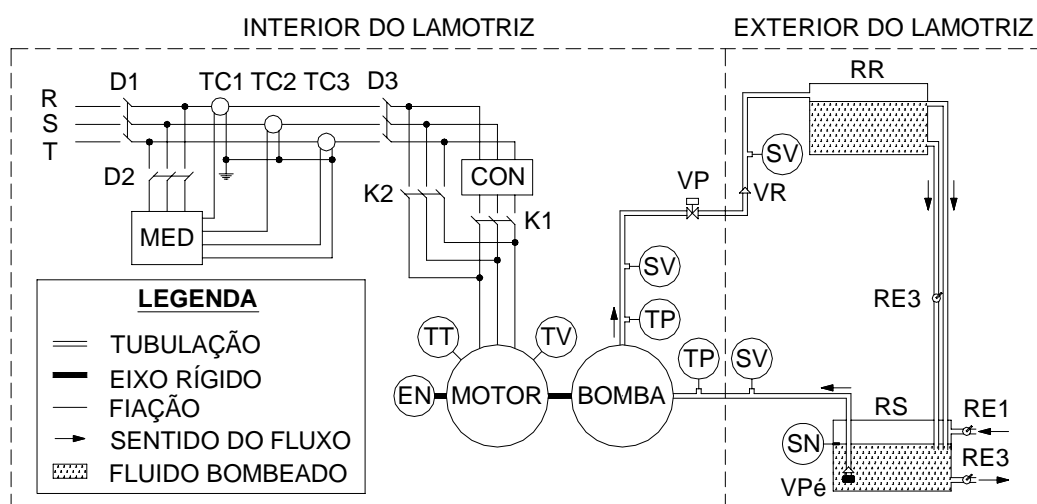 INTERIOR DO LAMOTRIZ
EXTERIOR DO LAMOTRIZ
D1
TC1
TC2
TC3
D3
RR
R
S
T
D2
K2
CON
K1
MED
VP
VR
SV
SV
TP
TT
TV
EN
MOTOR
BOMBA
TP
SV
RE3
RS
RE1
SN
RE3
VPé
LEGENDA
TUBULAÇÃO
EIXO RÍGIDO
FIAÇÃO
SENTIDO DO FLUXO
FLUIDO BOMBEADO